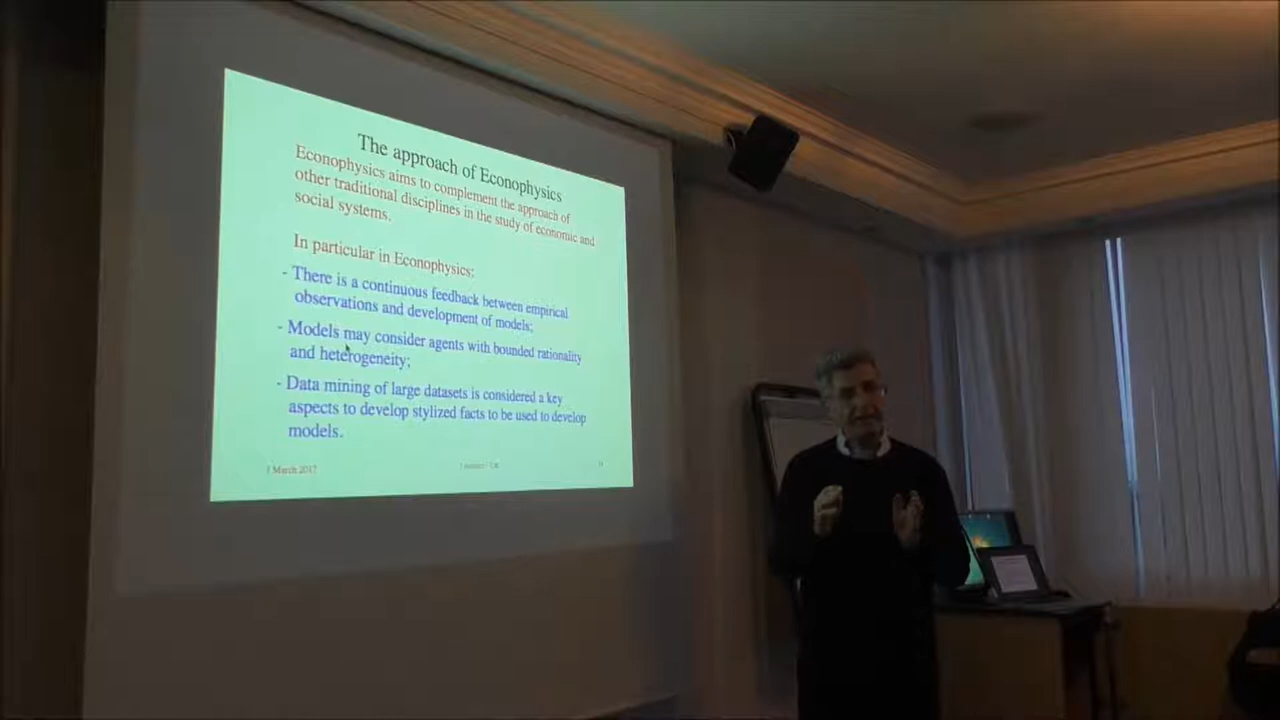 The approach of Econophysics
Econophysics aims to complement the approach of
other traditional disciplines in the study of economic and
social systems.
In particular in Econophysics:
- There is a continuous feedback between empirical
observations and development of models;
- Models may consider agents with bounded rationality
and heterogeneity;
- Data mining of large datasets is considered a key
aspects to develop stylized facts to be used to develop
models.
1 March 2017